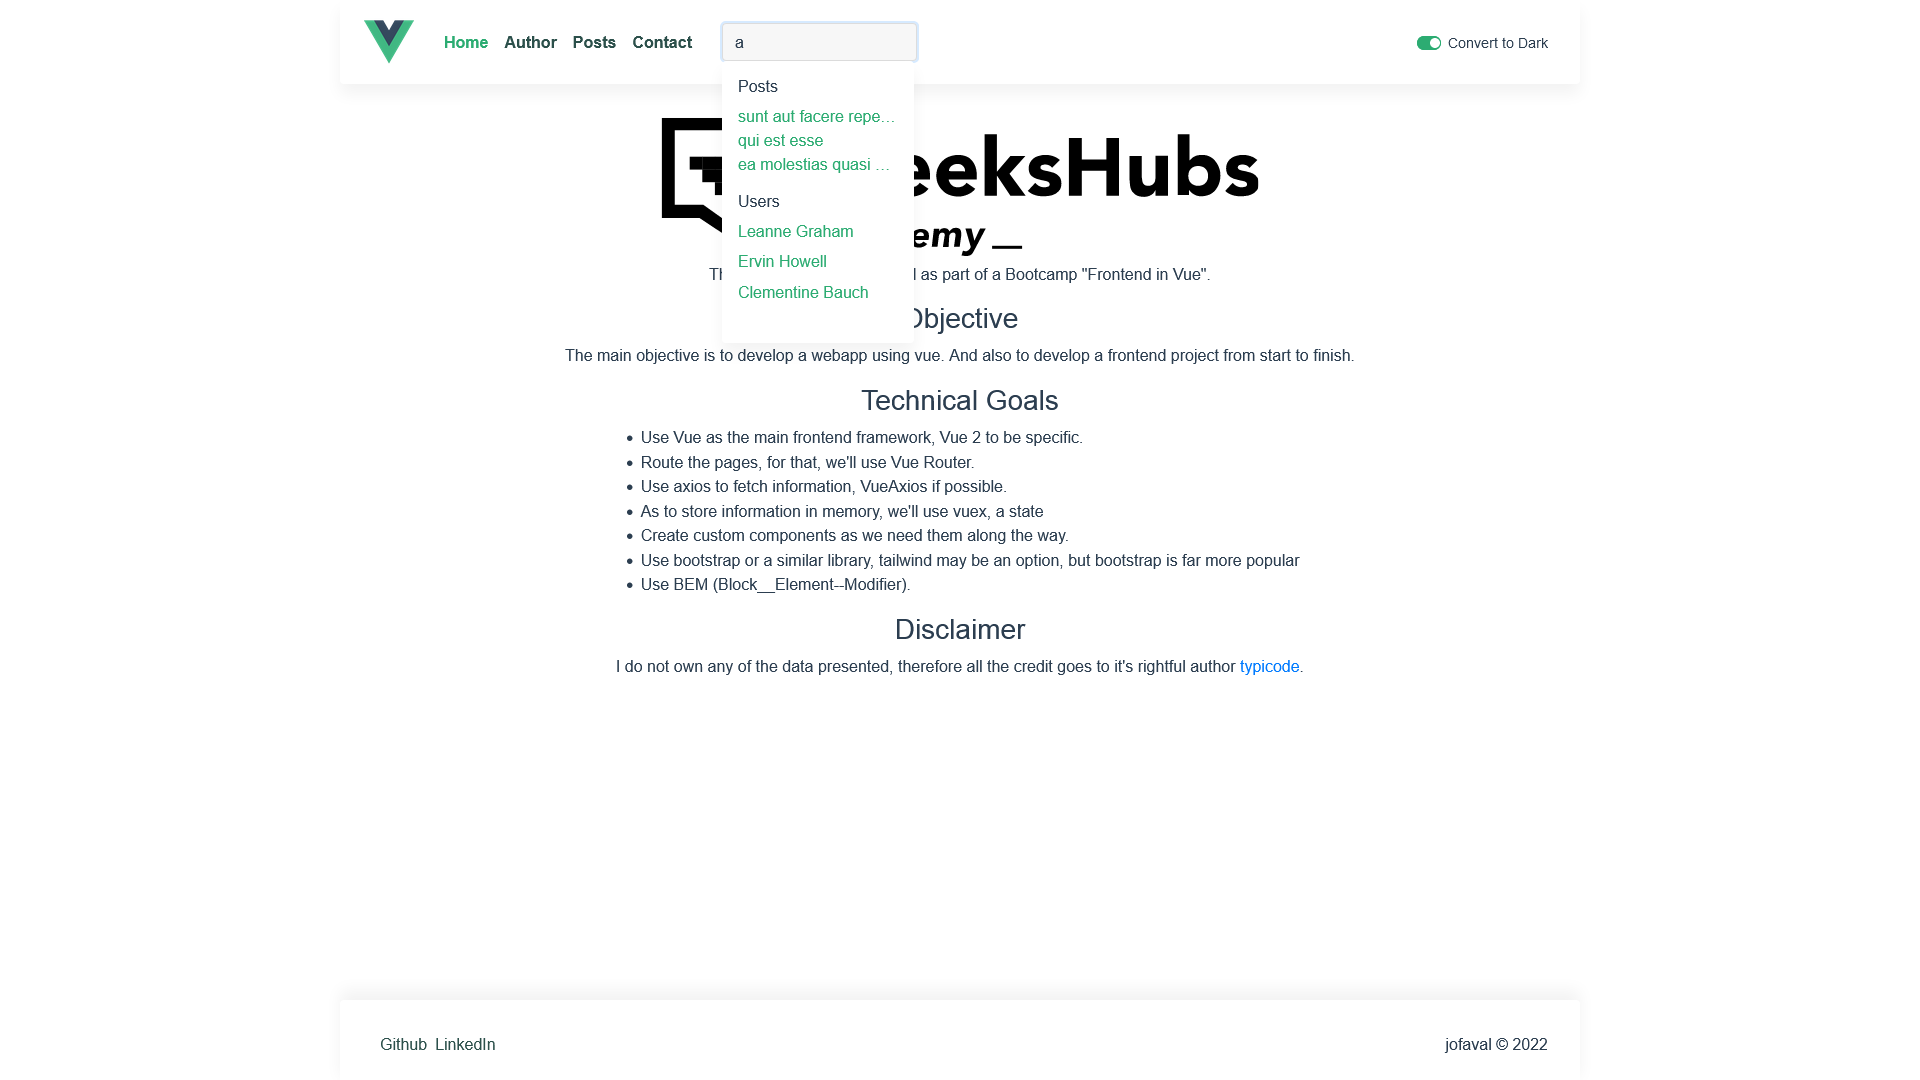 Home Author Posts Contact
a
Convert to Dark
Posts
sunt aut facere repe…
qui est esse
ea molestias quasi …
Users
Leanne Graham
Ervin Howell
Clementine Bauch
eeksHubs
emy __
as part of a Bootcamp "Frontend in Vue".
Objective
The main objective is to develop a webapp using vue. And also to develop a frontend project from start to finish.
Technical Goals
Use Vue as the main frontend framework, Vue 2 to be specific.
Route the pages, for that, we'll use Vue Router.
Use axios to fetch information, VueAxios if possible.
As to store information in memory, we'll use vuex, a state
Create custom components as we need them along the way.
Use bootstrap or a similar library, tailwind may be an option, but bootstrap is far more popular
Use BEM (Block__Element--Modifier).
Disclaimer
I do not own any of the data presented, therefore all the credit goes to it's rightful author typicode.
Github LinkedIn
jofaval © 2022